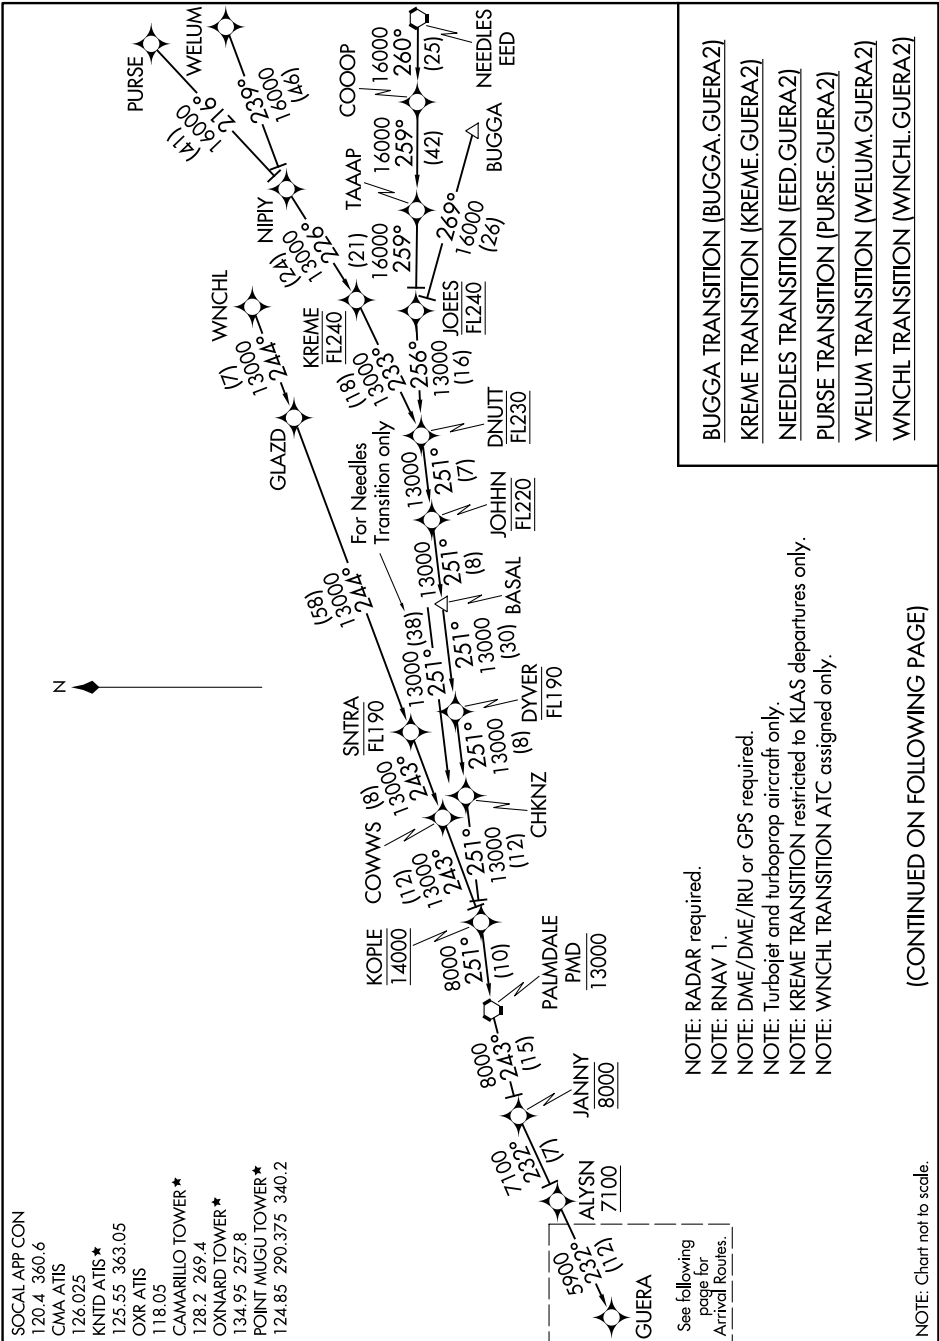 SOCAL APP CON
120.4 360.6
CMA ATIS
126.025
KNTD ATIS★
125.55 363.05
OXR ATIS
118.05
CAMARILLO TOWER★
128.2 269.4
OXNARD TOWER★
134.95 257.8
POINT MUGU TOWER★
124.85 290.375 340.2
N
PURSE
16000
216°
(41)
WELUM
16000
239°
(46)
NIPIY
13000
226°
(24)
KREME
FL240
13000
233°
(18)
NEEDLES
EED
16000
260°
(25)
COOOP
16000
259°
(42)
TAAAP
(21)
16000
259°
BUGGA
269°
16000
(26)
JOEES
FL240
256°
13000
(16)
DNUTT
FL230
13000
251°
(7)
JOHHN
FL220
13000
251°
(8)
BASAL
251°
13000
(30)
For Needles
Transition only
13000 (38)
251°
DYVER
FL190
251°
13000
(8)
CHKNZ
251°
13000
(12)
WNCHL
(7)
13000
244°
GLAZD
(58)
13000
244°
SNTRA
FL190
(8)
13000
243°
COWWS
(12)
13000
243°
KOPLE
14000
8000
251°
(10)
PALMDALE
PMD
13000
8000
243°
(15)
JANNY
8000
7100
232°
(7)
ALYSN
7100
5900
232°
(12)
GUERA
See following
page for
Arrival Routes.
BUGGA TRANSITION (BUGGA.GUERA2)
KREME TRANSITION (KREME.GUERA2)
NEEDLES TRANSITION (EED.GUERA2)
PURSE TRANSITION (PURSE.GUERA2)
WELUM TRANSITION (WELUM.GUERA2)
WNCHL TRANSITION (WNCHL.GUERA2)
NOTE: RADAR required.
NOTE: RNAV 1.
NOTE: DME/DME/IRU or GPS required.
NOTE: Turbojet and turboprop aircraft only.
NOTE: KREME TRANSITION restricted to KLAS departures only.
NOTE: WNCHL TRANSITION ATC assigned only.
(CONTINUED ON FOLLOWING PAGE)
NOTE: Chart not to scale.